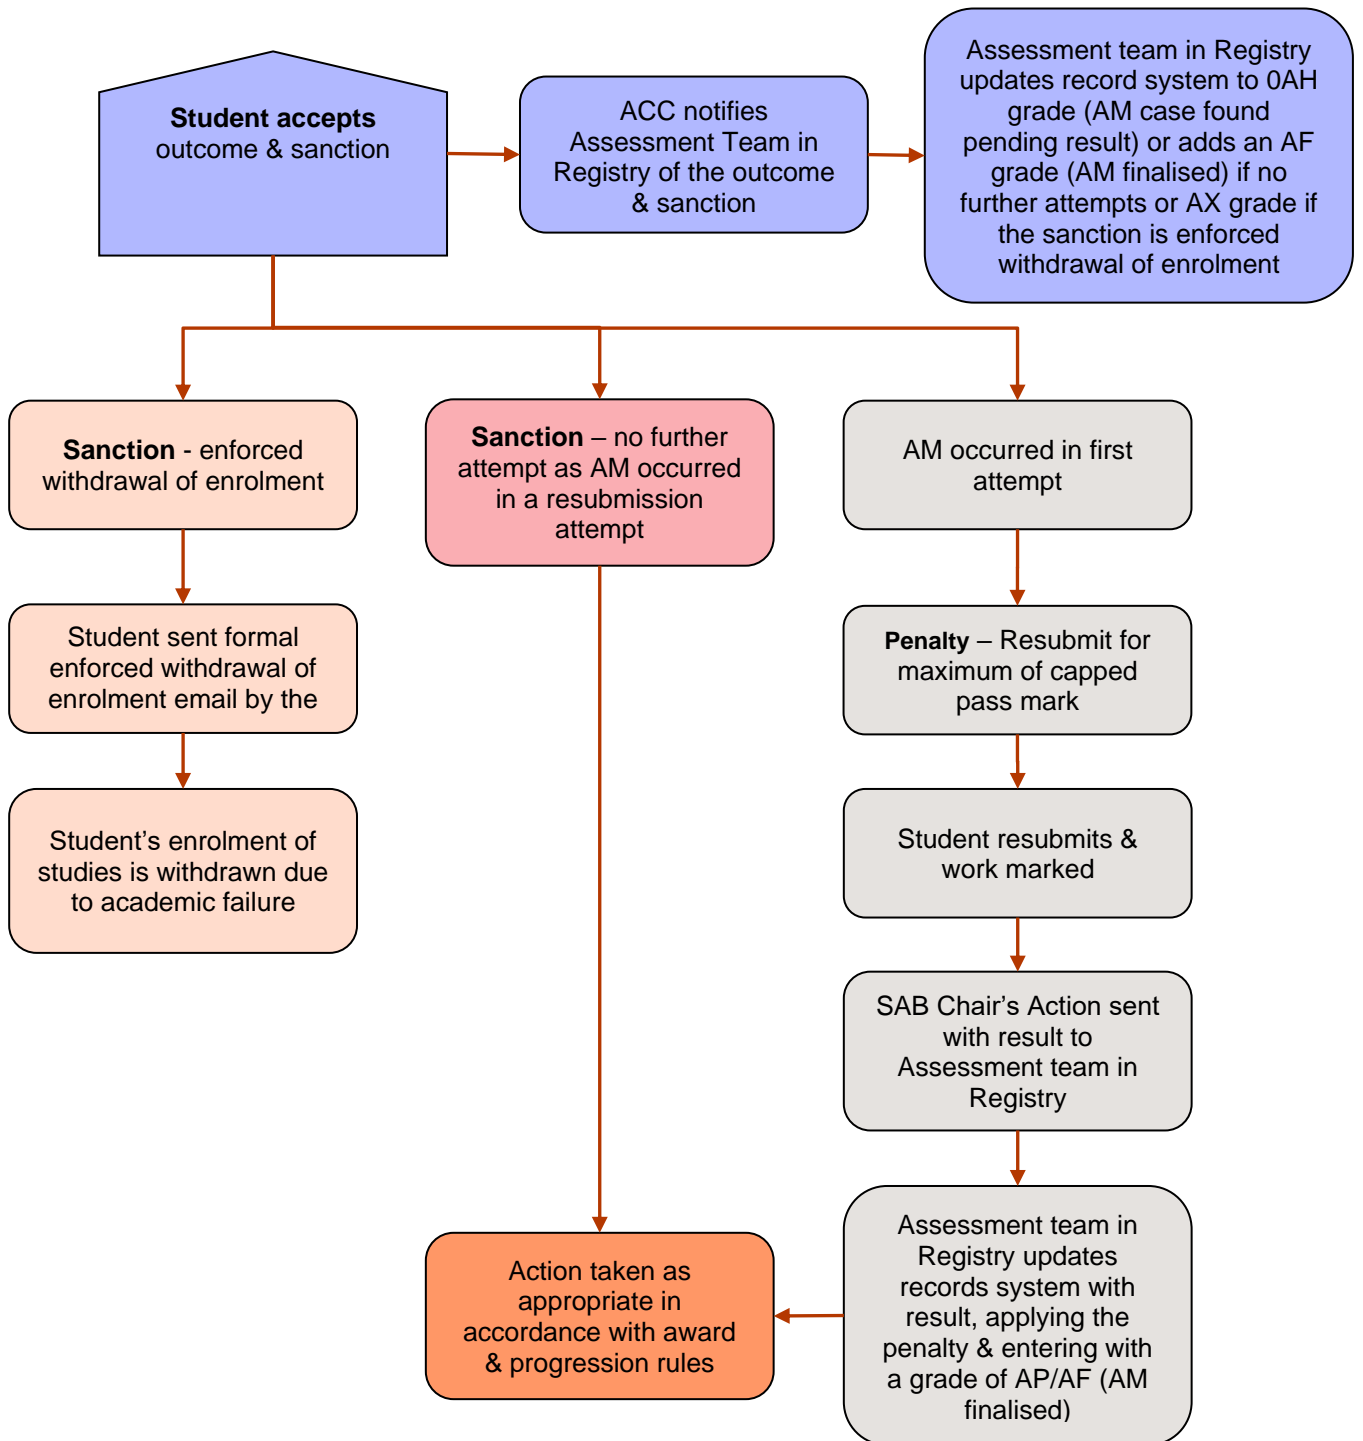 Student accepts
outcome & sanction
ACC notifies
Assessment Team in
Registry of the outcome
& sanction
Assessment team in Registry
updates record system to 0AH
grade (AM case found
pending result) or adds an AF
grade (AM finalised) if no
further attempts or AX grade if
the sanction is enforced
withdrawal of enrolment
Sanction - enforced
withdrawal of enrolment
Student sent formal
enforced withdrawal of
enrolment email by the
Student’s enrolment of
studies is withdrawn due
to academic failure
Sanction – no further
attempt as AM occurred
in a resubmission
attempt
AM occurred in first
attempt
Penalty – Resubmit for
maximum of capped
pass mark
Student resubmits &
work marked
SAB Chair’s Action sent
with result to
Assessment team in
Registry
Assessment team in
Registry updates
records system with
result, applying the
penalty & entering with
a grade of AP/AF (AM
finalised)
Action taken as
appropriate in
accordance with award
& progression rules